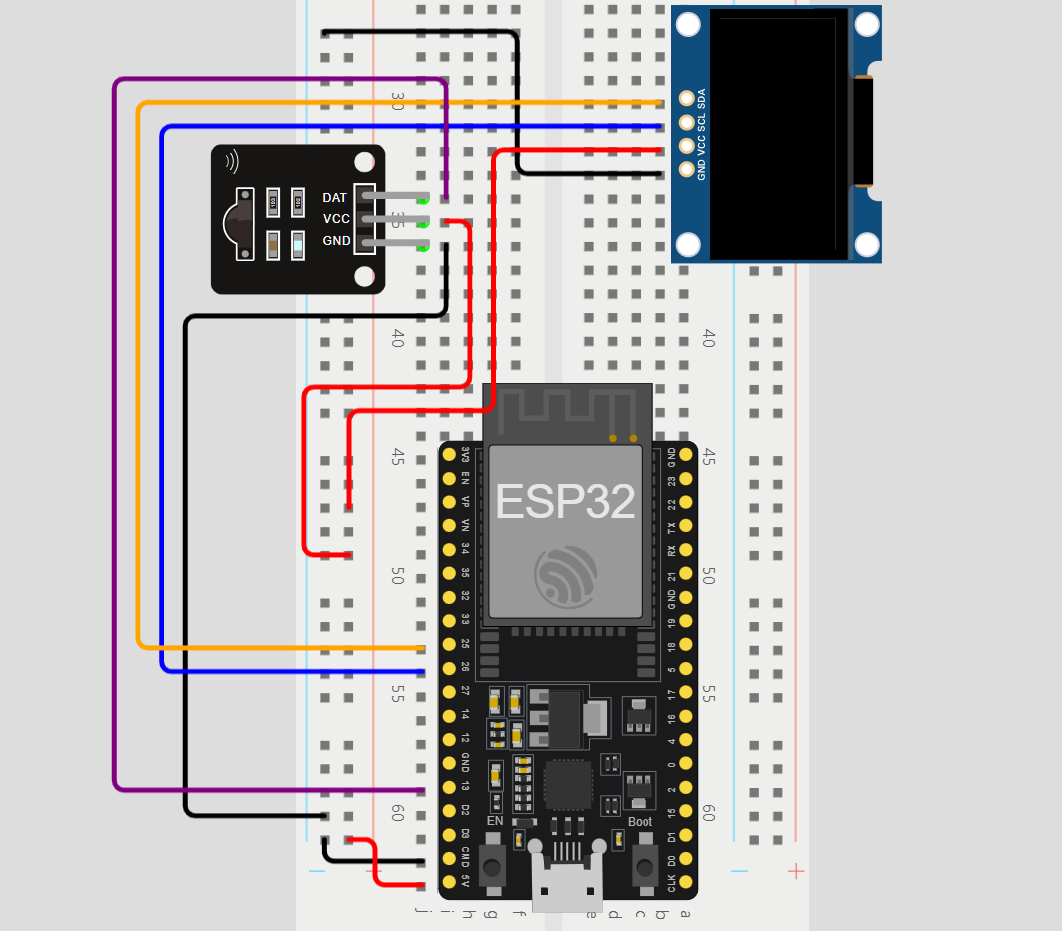 30
SDA
SCL
VCC
GND
103
102
DAT
VCC
GND
35
40
40
45
45
3V3
EN
VP
VN
34
35
32
33
25
26
27
14
12
GND
13
D2
D3
CMD
5V
ESP32
GND
23
22
TX
RX
21
GND
19
18
5
17
16
4
0
2
15
D1
D0
CLK
50
50
55
55
60
60
EN
Boot
j
i
h
g
f
e
d
c
b
a